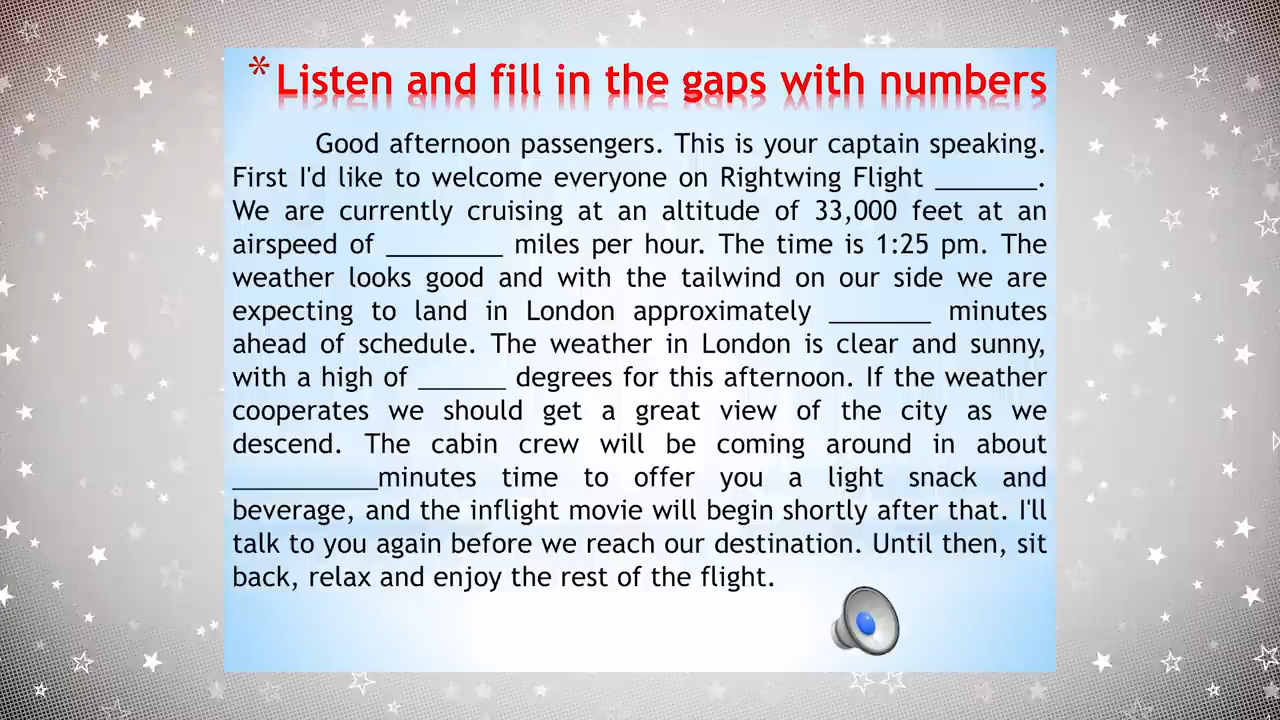 * Listen and fill in the gaps with numbers
Good afternoon passengers. This is your captain speaking.
First I'd like to welcome everyone on Rightwing Flight _______.
We are currently cruising at an altitude of 33,000 feet at an
airspeed of ________ miles per hour. The time is 1:25 pm. The
weather looks good and with the tailwind on our side we are
expecting to land in London approximately _______ minutes
ahead of schedule. The weather in London is clear and sunny,
with a high of ______ degrees for this afternoon. If the weather
cooperates we should get a great view of the city as we
descend. The cabin crew will be coming around in about
__________minutes time to offer you a light snack and
beverage, and the inflight movie will begin shortly after that. I'll
talk to you again before we reach our destination. Until then, sit
back, relax and enjoy the rest of the flight.